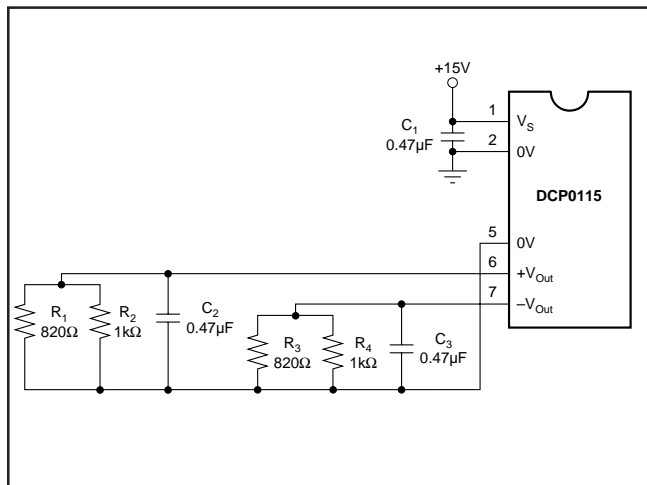 +15V
1
V_S
C_1
0.47µF
2
0V
DCP0115
5
0V
6
+V_Out
7
–V_Out
R_1
820Ω
R_2
1kΩ
C_2
0.47µF
R_3
820Ω
R_4
1kΩ
C_3
0.47µF